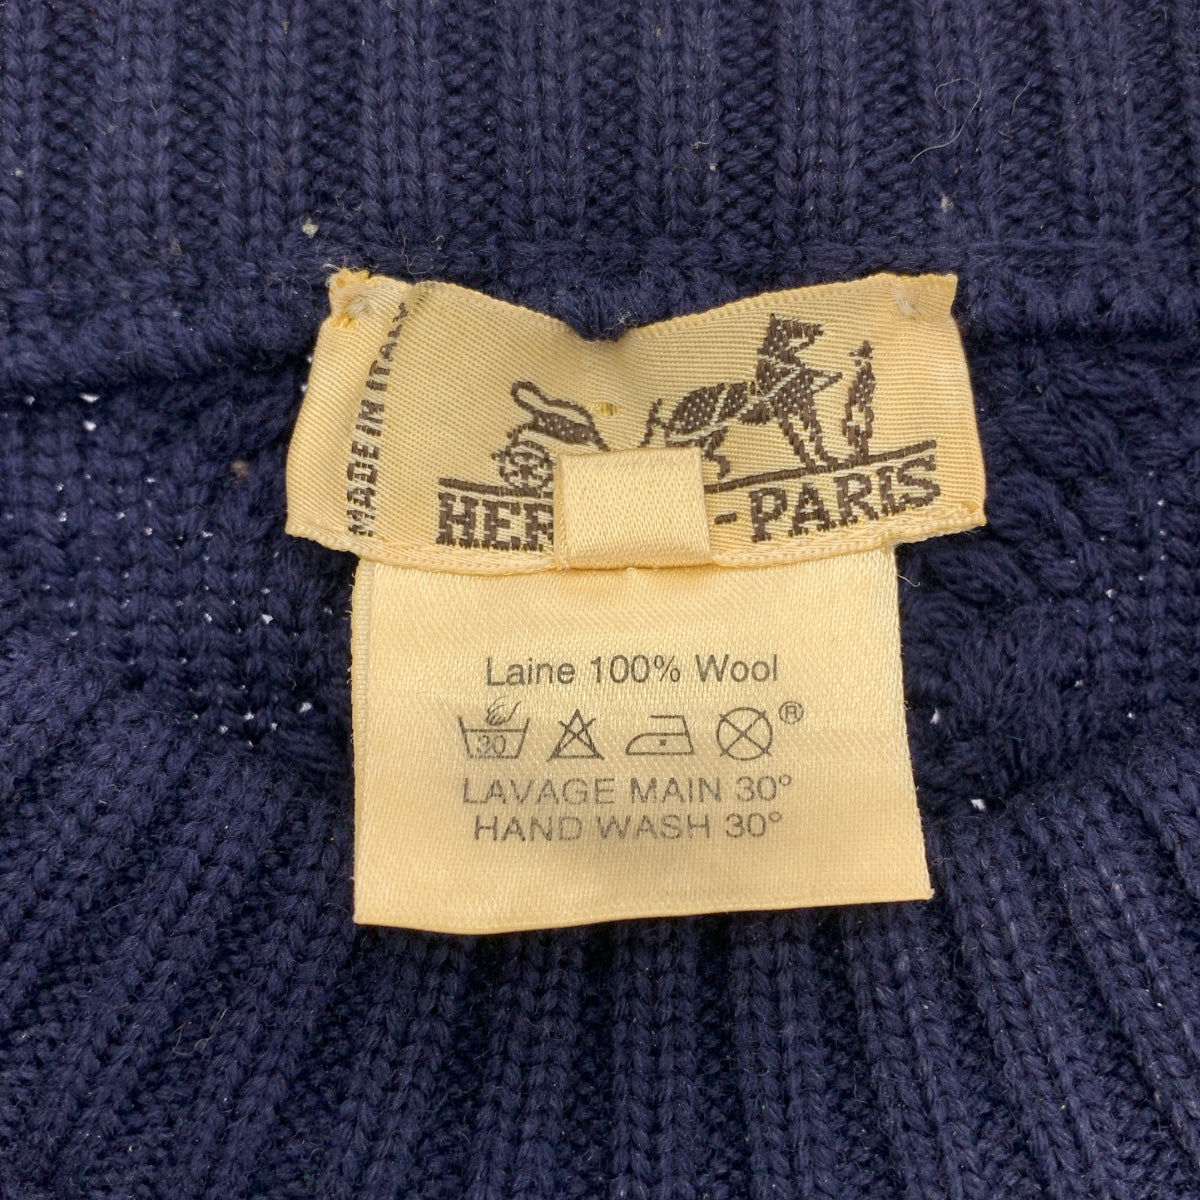 MADE IN ITALY
HER -PARIS
Laine 100% Wool
30 ®
LAVAGE MAIN 30°
HAND WASH 30°